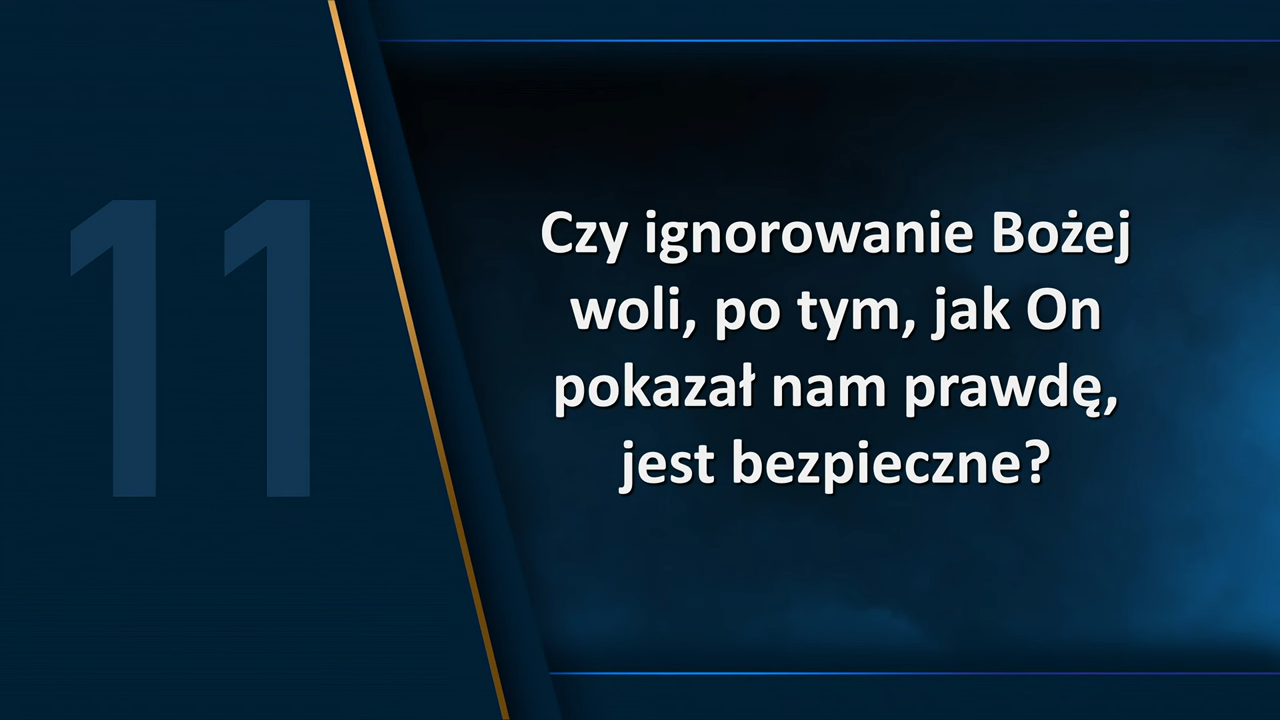 11
Czy ignorowanie Bożej
woli, po tym, jak On
pokazał nam prawdę,
jest bezpieczne?